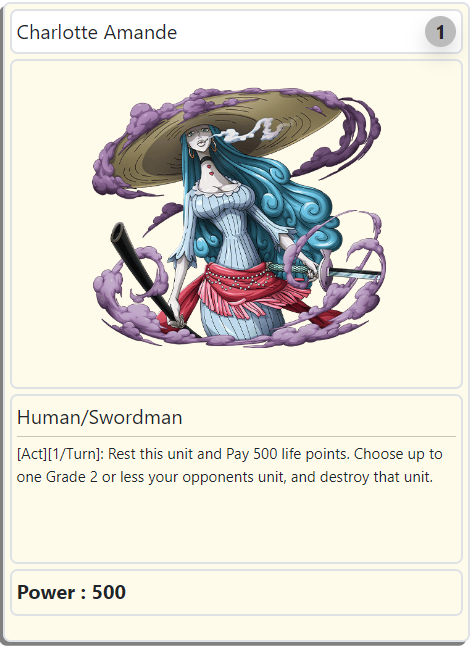 Charlotte Amande
1
Human/Swordman
[Act][1/Turn]: Rest this unit and Pay 500 life points. Choose up to
one Grade 2 or less your opponents unit, and destroy that unit.
Power : 500